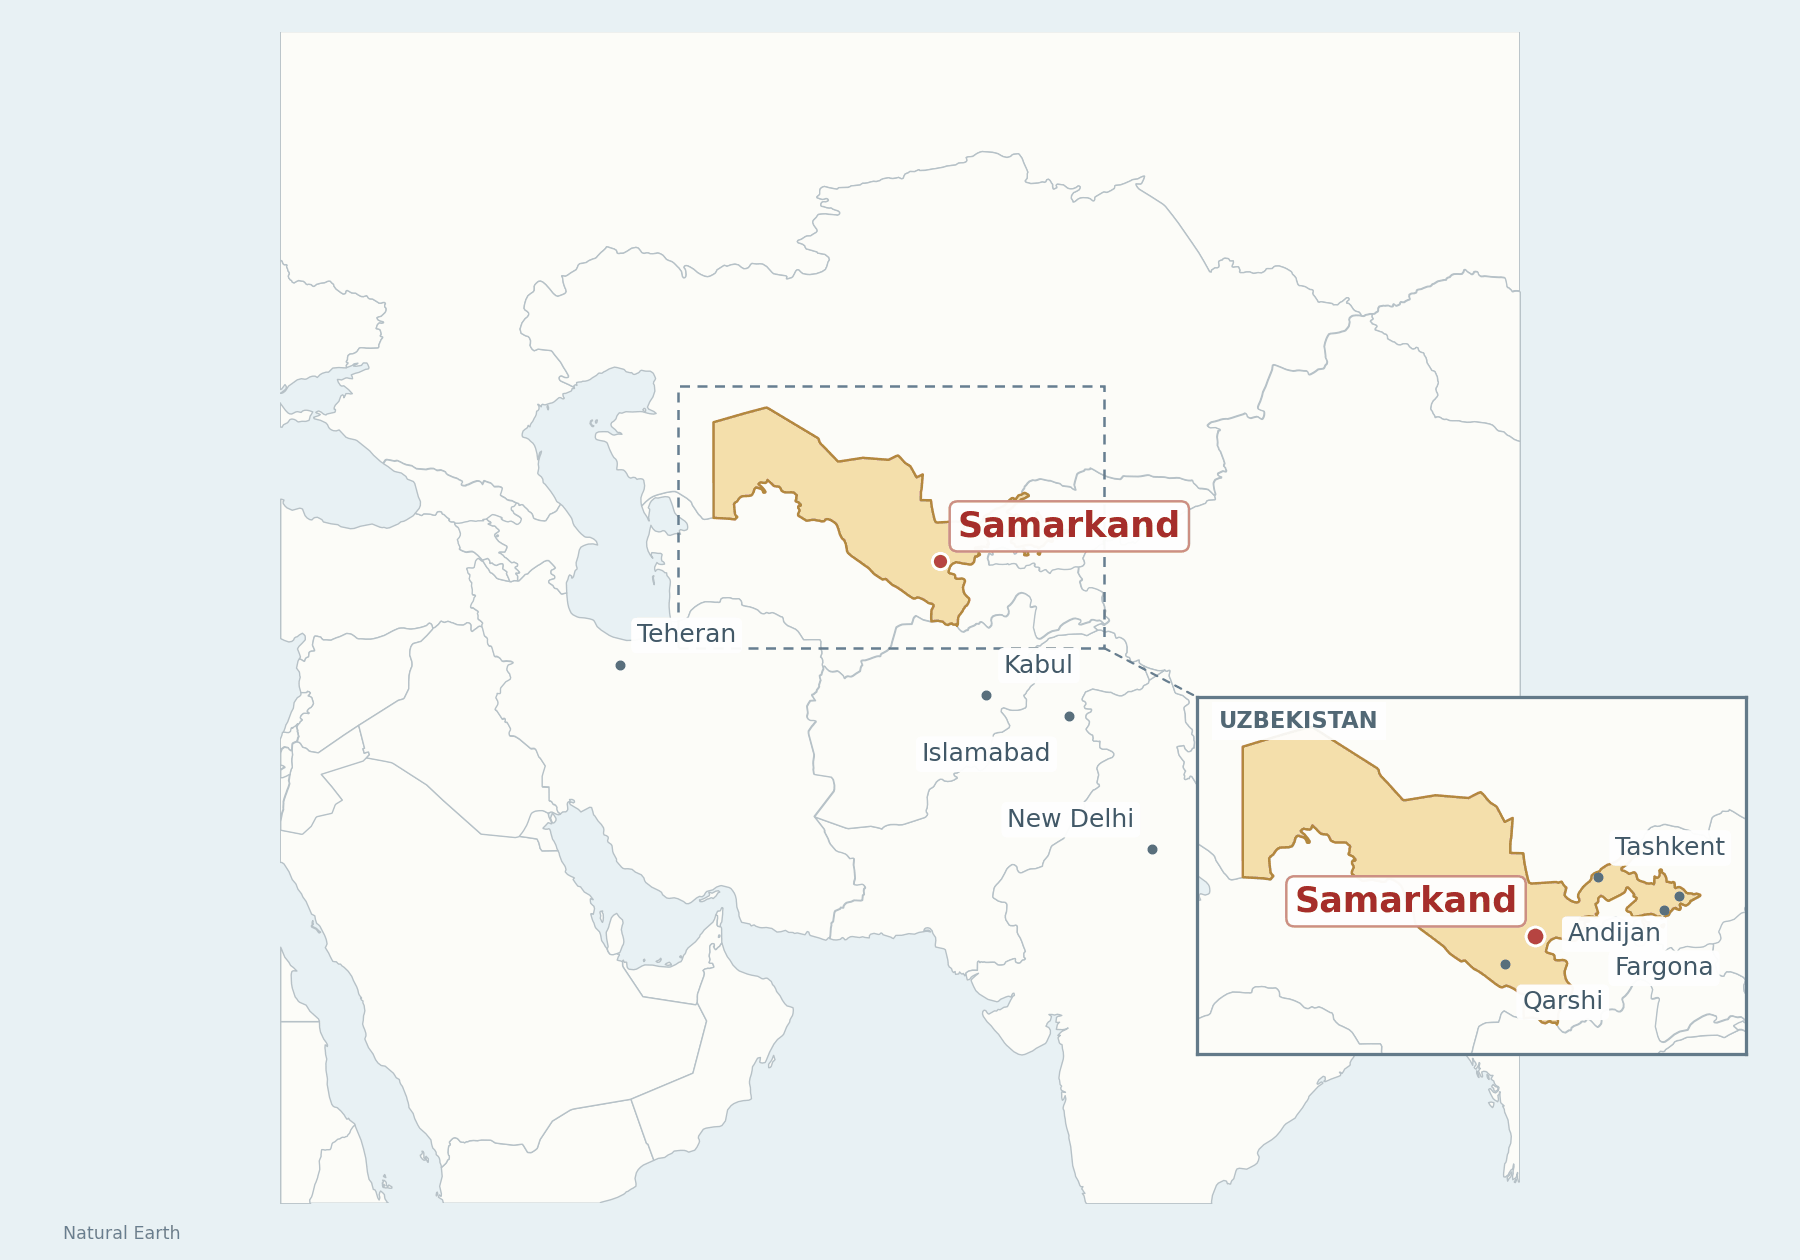 Samarkand
Teheran
Kabul
Islamabad
New Delhi
UZBEKISTAN
Tashkent
Samarkand
Andijan
Fargona
Qarshi
Natural Earth